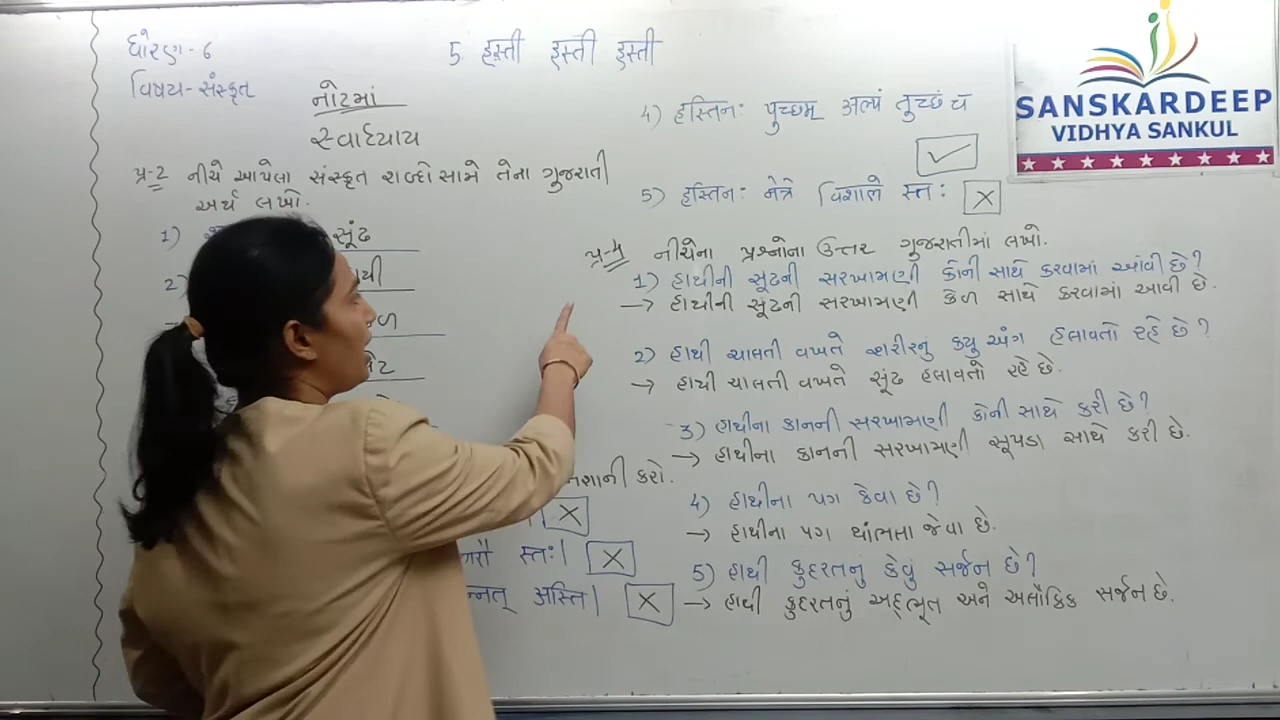 ધોરણ - ૬
5. हस्ती हस्ती हस्ती
વિષય - સંસ્કૃત
નોટમાં
સ્વાધ્યાય
પ્ર-2 નીચે આપેલા સંસ્કૃત શબ્દો સામે તેના ગુજરાતી
અર્થ લખો.
1)
સૂંઢ
2)
નિશાની કરો.
स्तः। ☒
अस्ति। ☒
4) हस्तिनः पुच्छम् अल्पं तुच्छं च
☑
5) हस्तिनः नेत्रे विशाले स्तः ☒
પ્ર-4 નીચેના પ્રશ્નોના ઉત્તર ગુજરાતીમાં લખો.
1) હાથીની સૂંઢની સરખામણી કોની સાથે કરવામાં આવી છે?
→ હાથીની સૂંઢની સરખામણી કેળ સાથે કરવામાં આવી છે.
2) હાથી ચાલતી વખતે શરીરનું કયુ અંગ હલાવતો રહે છે?
→ હાથી ચાલતી વખતે સૂંઢ હલાવતો રહે છે.
3) હાથીના કાનની સરખામણી કોની સાથે કરી છે?
→ હાથીના કાનની સરખામણી સૂપડા સાથે કરી છે.
4) હાથીના પગ કેવા છે?
→ હાથીના પગ થાંભલા જેવા છે.
5) હાથી કુદરતનું કેવું સર્જન છે?
→ હાથી કુદરતનું અદ્ભૂત અને અલૌકિક સર્જન છે.
SANSKARDEEP
VIDHYA SANKUL